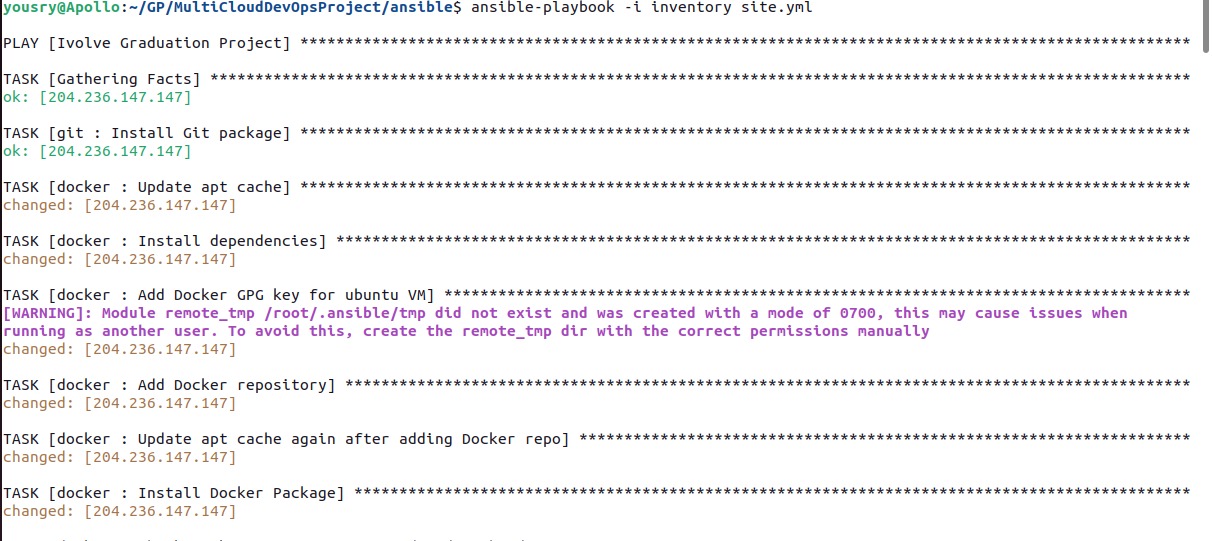 yousry@Apollo:~/GP/MultiCloudDevOpsProject/ansible$ ansible-playbook -i inventory site.yml
PLAY [Ivolve Graduation Project] ***************************************************************************************************
TASK [Gathering Facts] *************************************************************************************************************
ok: [204.236.147.147]
TASK [git : Install Git package] ***************************************************************************************************
ok: [204.236.147.147]
TASK [docker : Update apt cache] ***************************************************************************************************
changed: [204.236.147.147]
TASK [docker : Install dependencies] ***********************************************************************************************
changed: [204.236.147.147]
TASK [docker : Add Docker GPG key for ubuntu VM] ***********************************************************************************
[WARNING]: Module remote_tmp /root/.ansible/tmp did not exist and was created with a mode of 0700, this may cause issues when
running as another user. To avoid this, create the remote_tmp dir with the correct permissions manually
changed: [204.236.147.147]
TASK [docker : Add Docker repository] **********************************************************************************************
changed: [204.236.147.147]
TASK [docker : Update apt cache again after adding Docker repo] ********************************************************************
changed: [204.236.147.147]
TASK [docker : Install Docker Package] *********************************************************************************************
changed: [204.236.147.147]